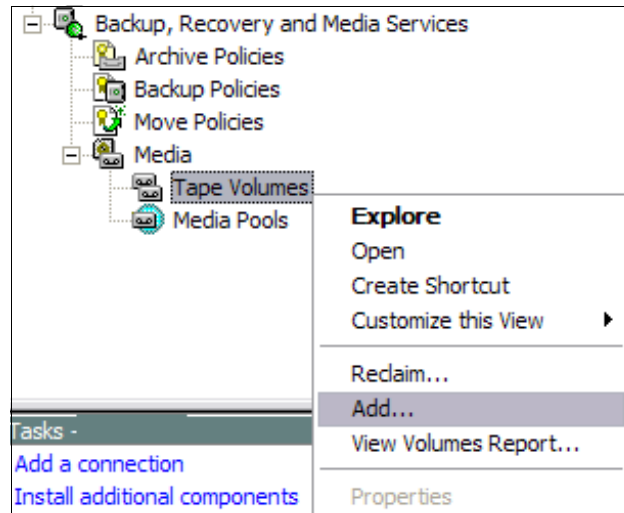 Backup, Recovery and Media Services
Archive Policies
Backup Policies
Move Policies
Media
Tape Volumes
Media Pools
Explore
Open
Create Shortcut
Customize this View
Reclaim...
Add...
View Volumes Report...
Properties
Tasks -
Add a connection
Install additional components